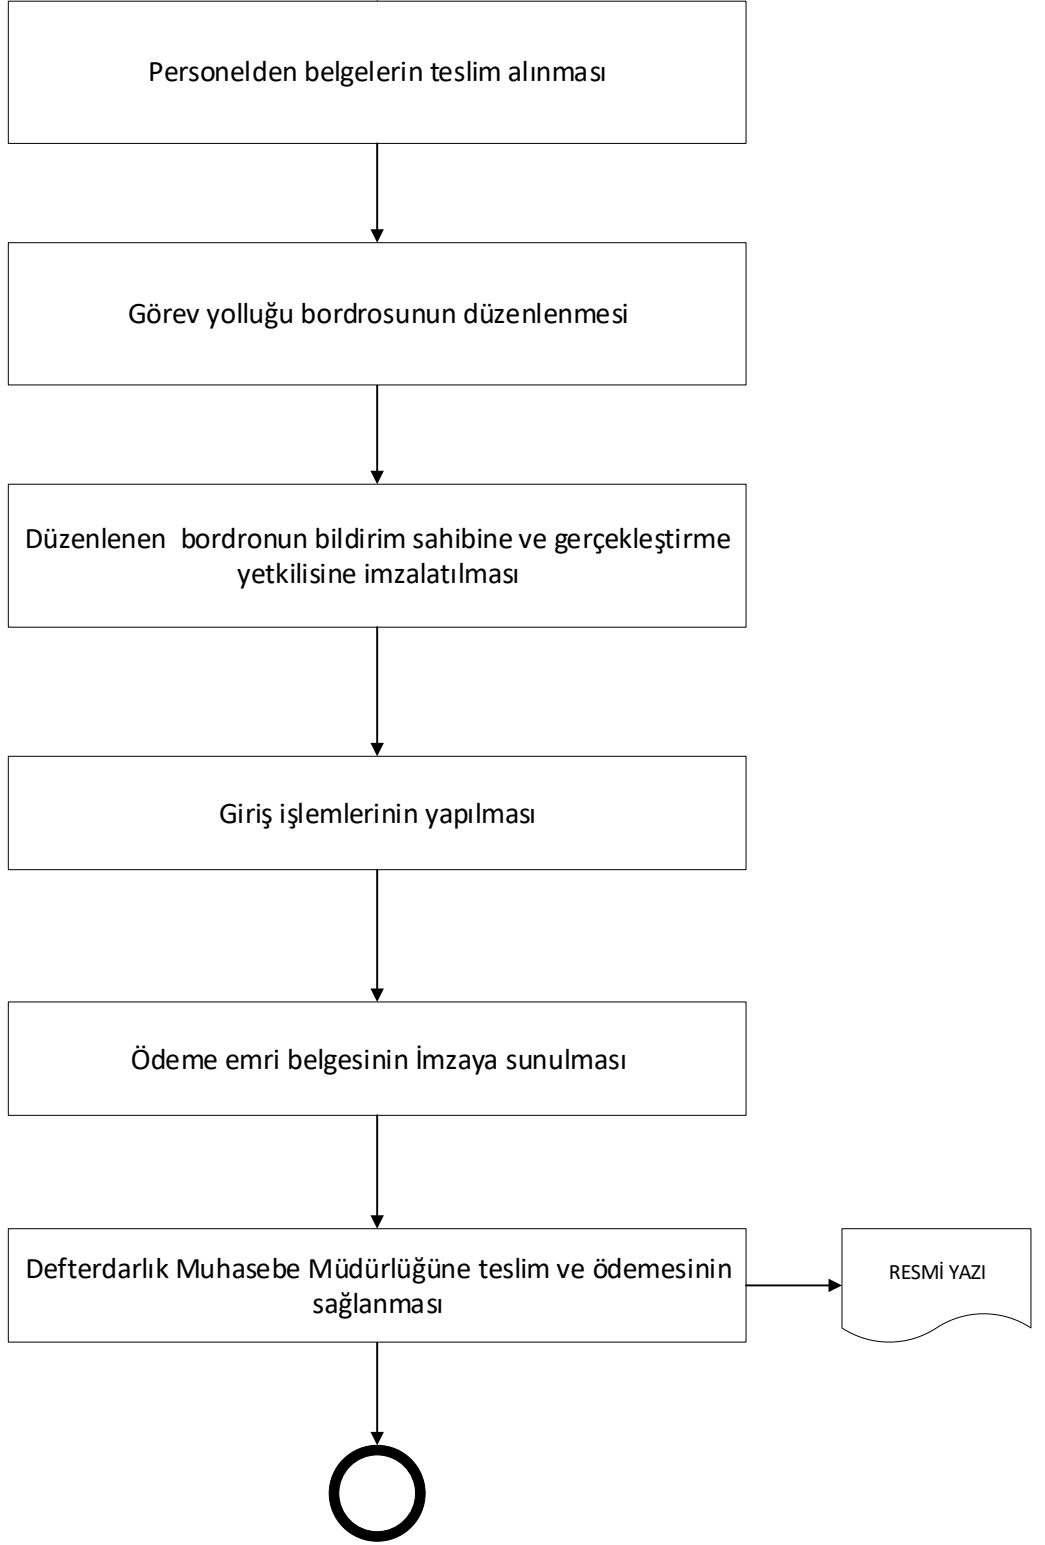 Personelden belgelerin teslim alınması
Görev yolluğu bordrosunun düzenlenmesi
Düzenlenen  bordronun bildirim sahibine ve gerçekleştirme
yetkilisine imzalatılması
Giriş işlemlerinin yapılması
Ödeme emri belgesinin İmzaya sunulması
Defterdarlık Muhasebe Müdürlüğüne teslim ve ödemesinin
sağlanması
RESMİ YAZI